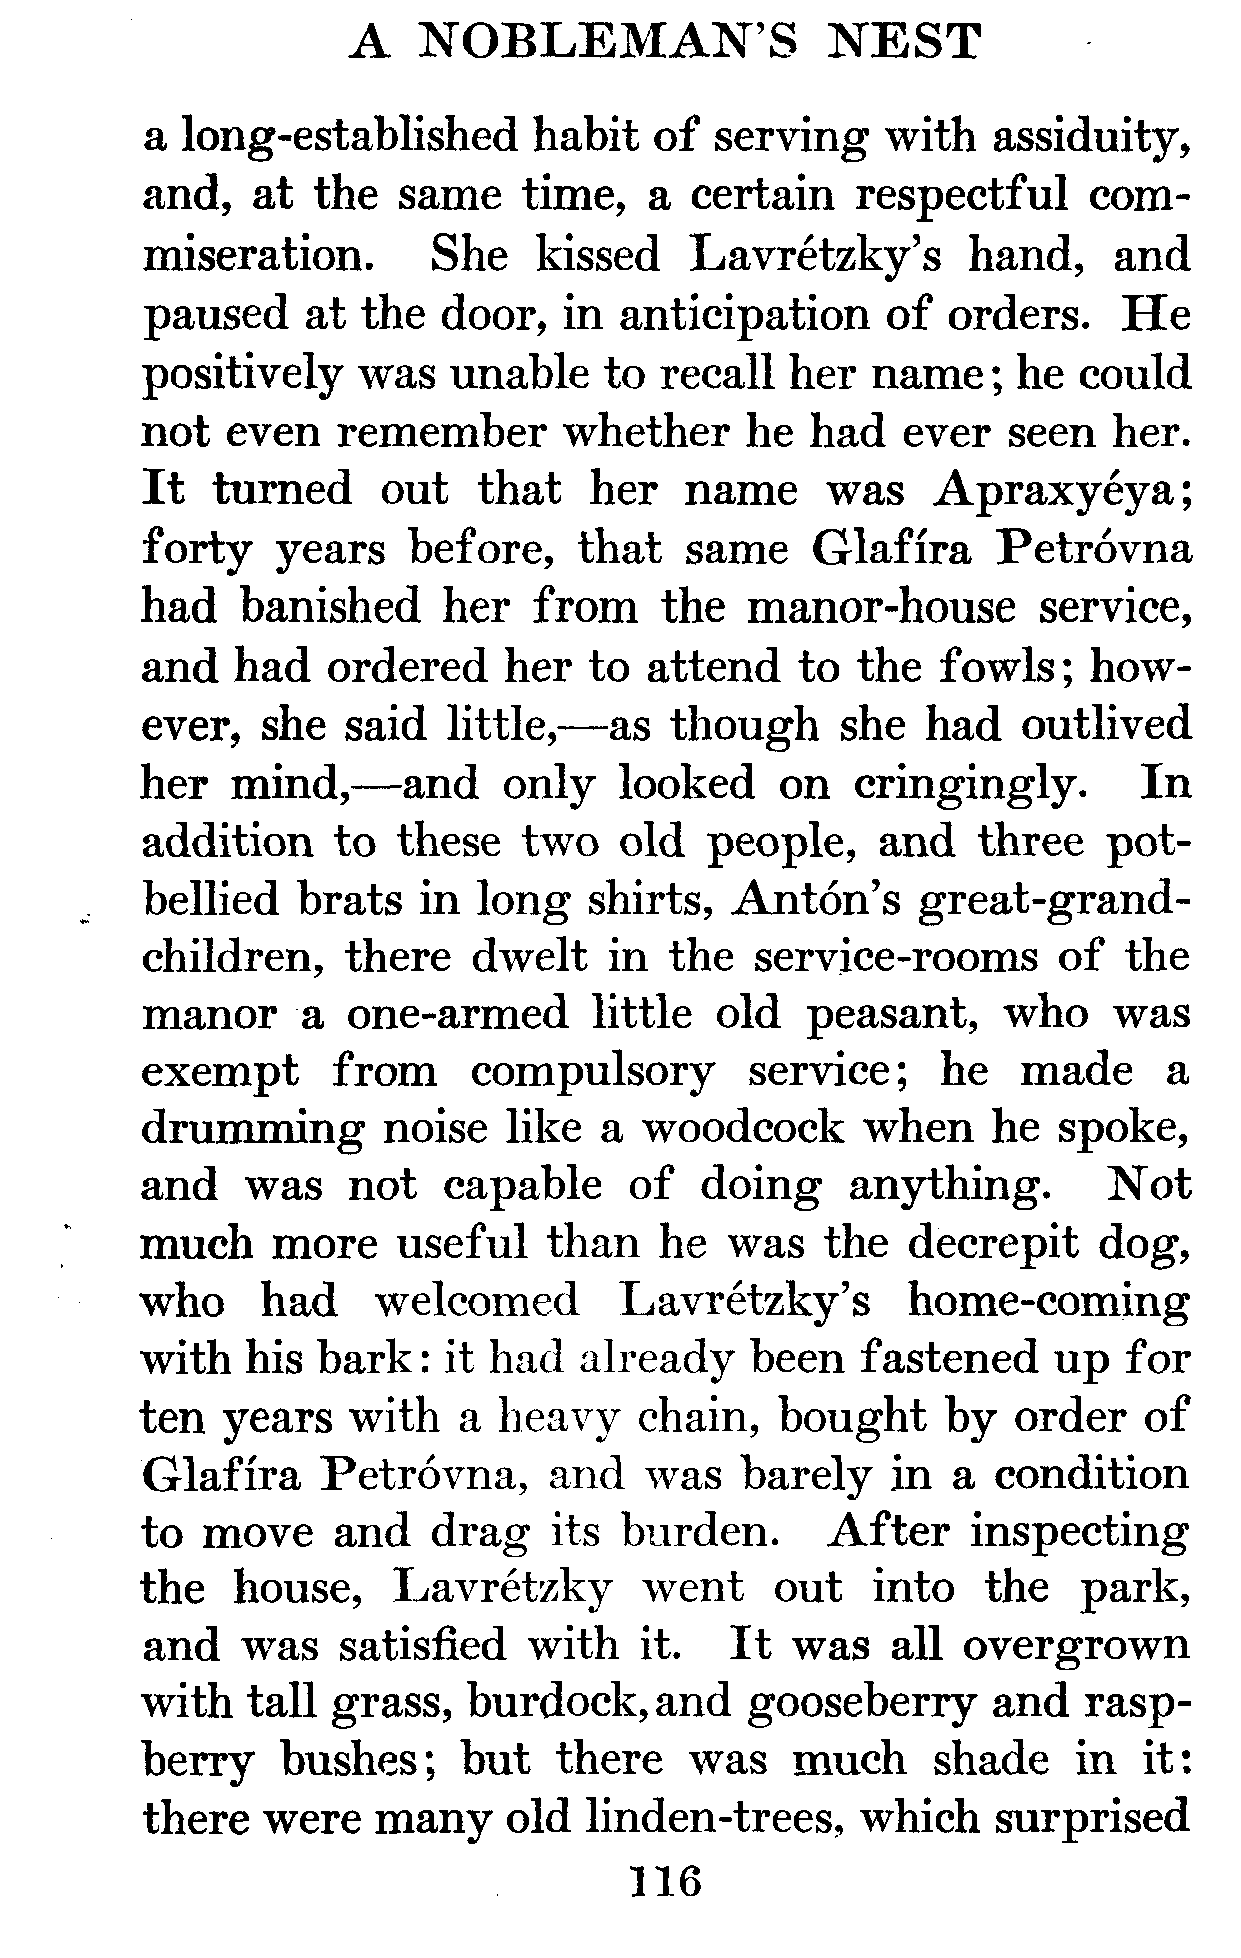 A NOBLEMAN'S NEST
a long-established habit of serving with assiduity,
and, at the same time, a certain respectful com-
miseration. She kissed Lavrétzky's hand, and
paused at the door, in anticipation of orders. He
positively was unable to recall her name; he could
not even remember whether he had ever seen her.
It turned out that her name was Apraxyéya;
forty years before, that same Glafíra Petróvna
had banished her from the manor-house service,
and had ordered her to attend to the fowls; how-
ever, she said little,—as though she had outlived
her mind,—and only looked on cringingly. In
addition to these two old people, and three pot-
bellied brats in long shirts, Antón's great-grand-
children, there dwelt in the service-rooms of the
manor a one-armed little old peasant, who was
exempt from compulsory service; he made a
drumming noise like a woodcock when he spoke,
and was not capable of doing anything. Not
much more useful than he was the decrepit dog,
who had welcomed Lavrétzky's home-coming
with his bark: it had already been fastened up for
ten years with a heavy chain, bought by order of
Glafíra Petróvna, and was barely in a condition
to move and drag its burden. After inspecting
the house, Lavrétzky went out into the park,
and was satisfied with it. It was all overgrown
with tall grass, burdock, and gooseberry and rasp-
berry bushes; but there was much shade in it:
there were many old linden-trees, which surprised
116